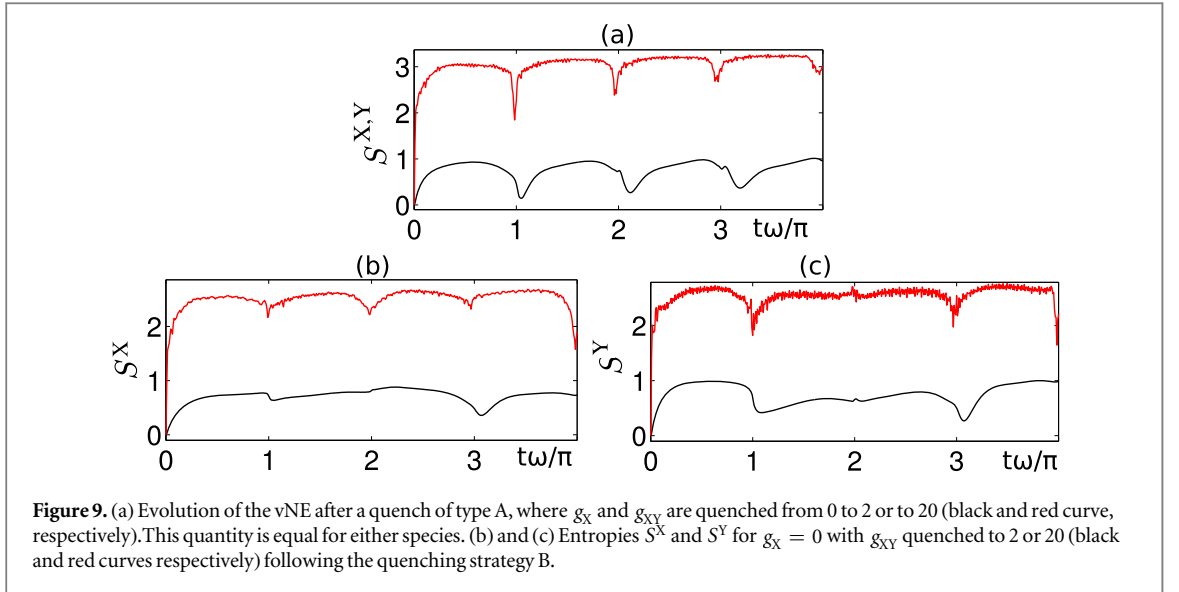 (a)
3
2
1
0
S^X,Y
0 1 2 3 tω/π
(b) (c)
2
1
0
S^X
0 1 2 3 tω/π
2
1
0
S^Y
0 1 2 3 tω/π
Figure 9. (a) Evolution of the vNE after a quench of type A, where g_X and g_XY are quenched from 0 to 2 or to 20 (black and red curve,
respectively).This quantity is equal for either species. (b) and (c) Entropies S^X and S^Y for g_X = 0 with g_XY quenched to 2 or 20 (black
and red curves respectively) following the quenching strategy B.